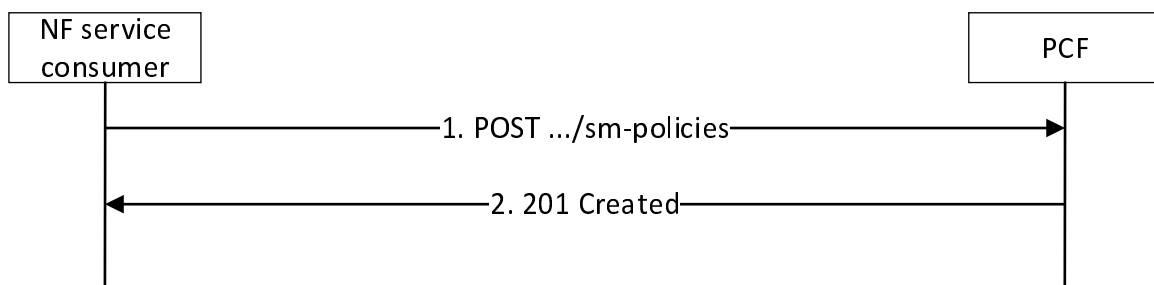 NF service
consumer
PCF
1. POST .../sm-policies
2. 201 Created